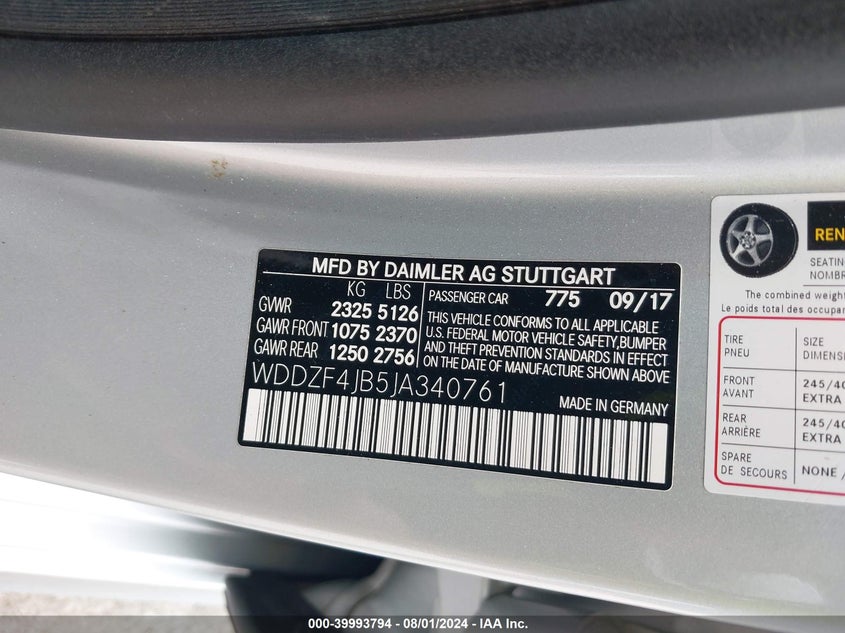 MFD BY DAIMLER AG STUTTGART
KG LBS
GVWR 2325 5126
GAWR FRONT 1075 2370
GAWR REAR 1250 2756
PASSENGER CAR 775 09/17
THIS VEHICLE CONFORMS TO ALL APPLICABLE
U.S. FEDERAL MOTOR VEHICLE SAFETY,BUMPER
AND THEFT PREVENTION STANDARDS IN EFFECT
ON THE DATE OF MANUFACTURE SHOWN ABOVE
WDDZF4JB5JA340761
MADE IN GERMANY
REN
SEATING
NOMBR
The combined weight
Le poids total des occupa
TIRE
PNEU
SIZE
DIMENS
FRONT
AVANT
245/40
EXTRA
REAR
ARRIÈRE
245/40
EXTRA
SPARE
DE SECOURS
NONE /
000-39993794 - 08/01/2024 - IAA Inc.